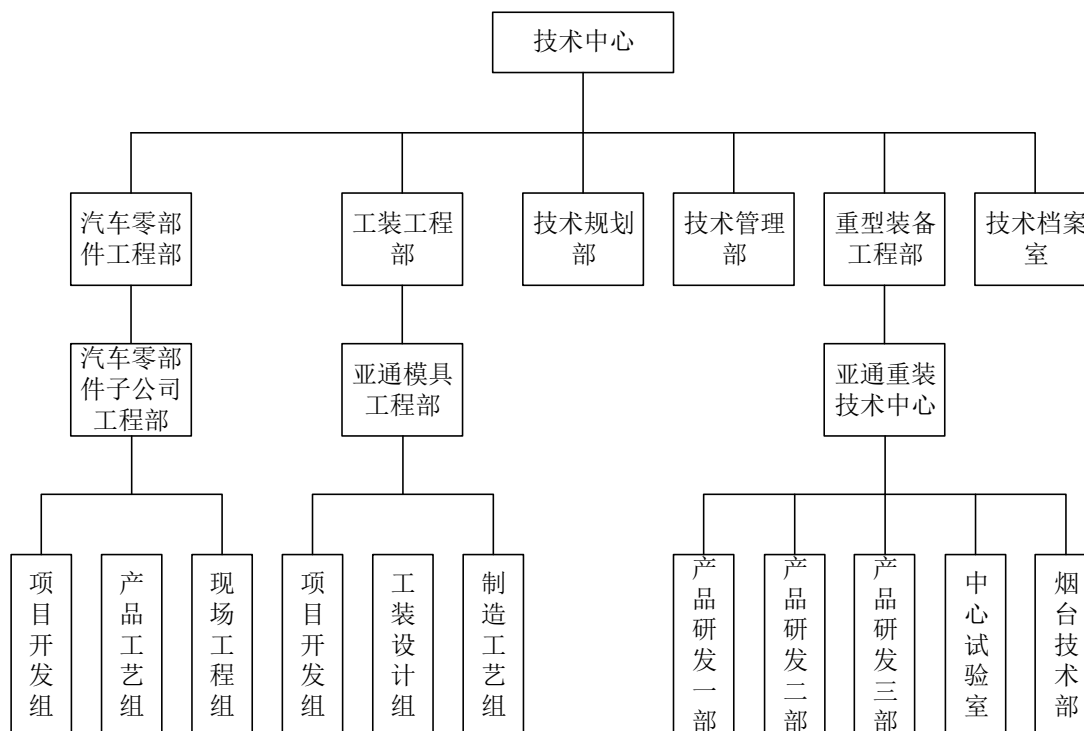 技术中心
汽车零部
件工程部
工装工程
部
技术规划
部
技术管理
部
重型装备
工程部
技术档案
室
汽车零部
件子公司
工程部
亚通模具
工程部
亚通重装
技术中心
项目开发组
产品工艺组
现场工程组
项目开发组
工装设计组
制造工艺组
产品研发一部
产品研发二部
产品研发三部
中心试验室
烟台技术部